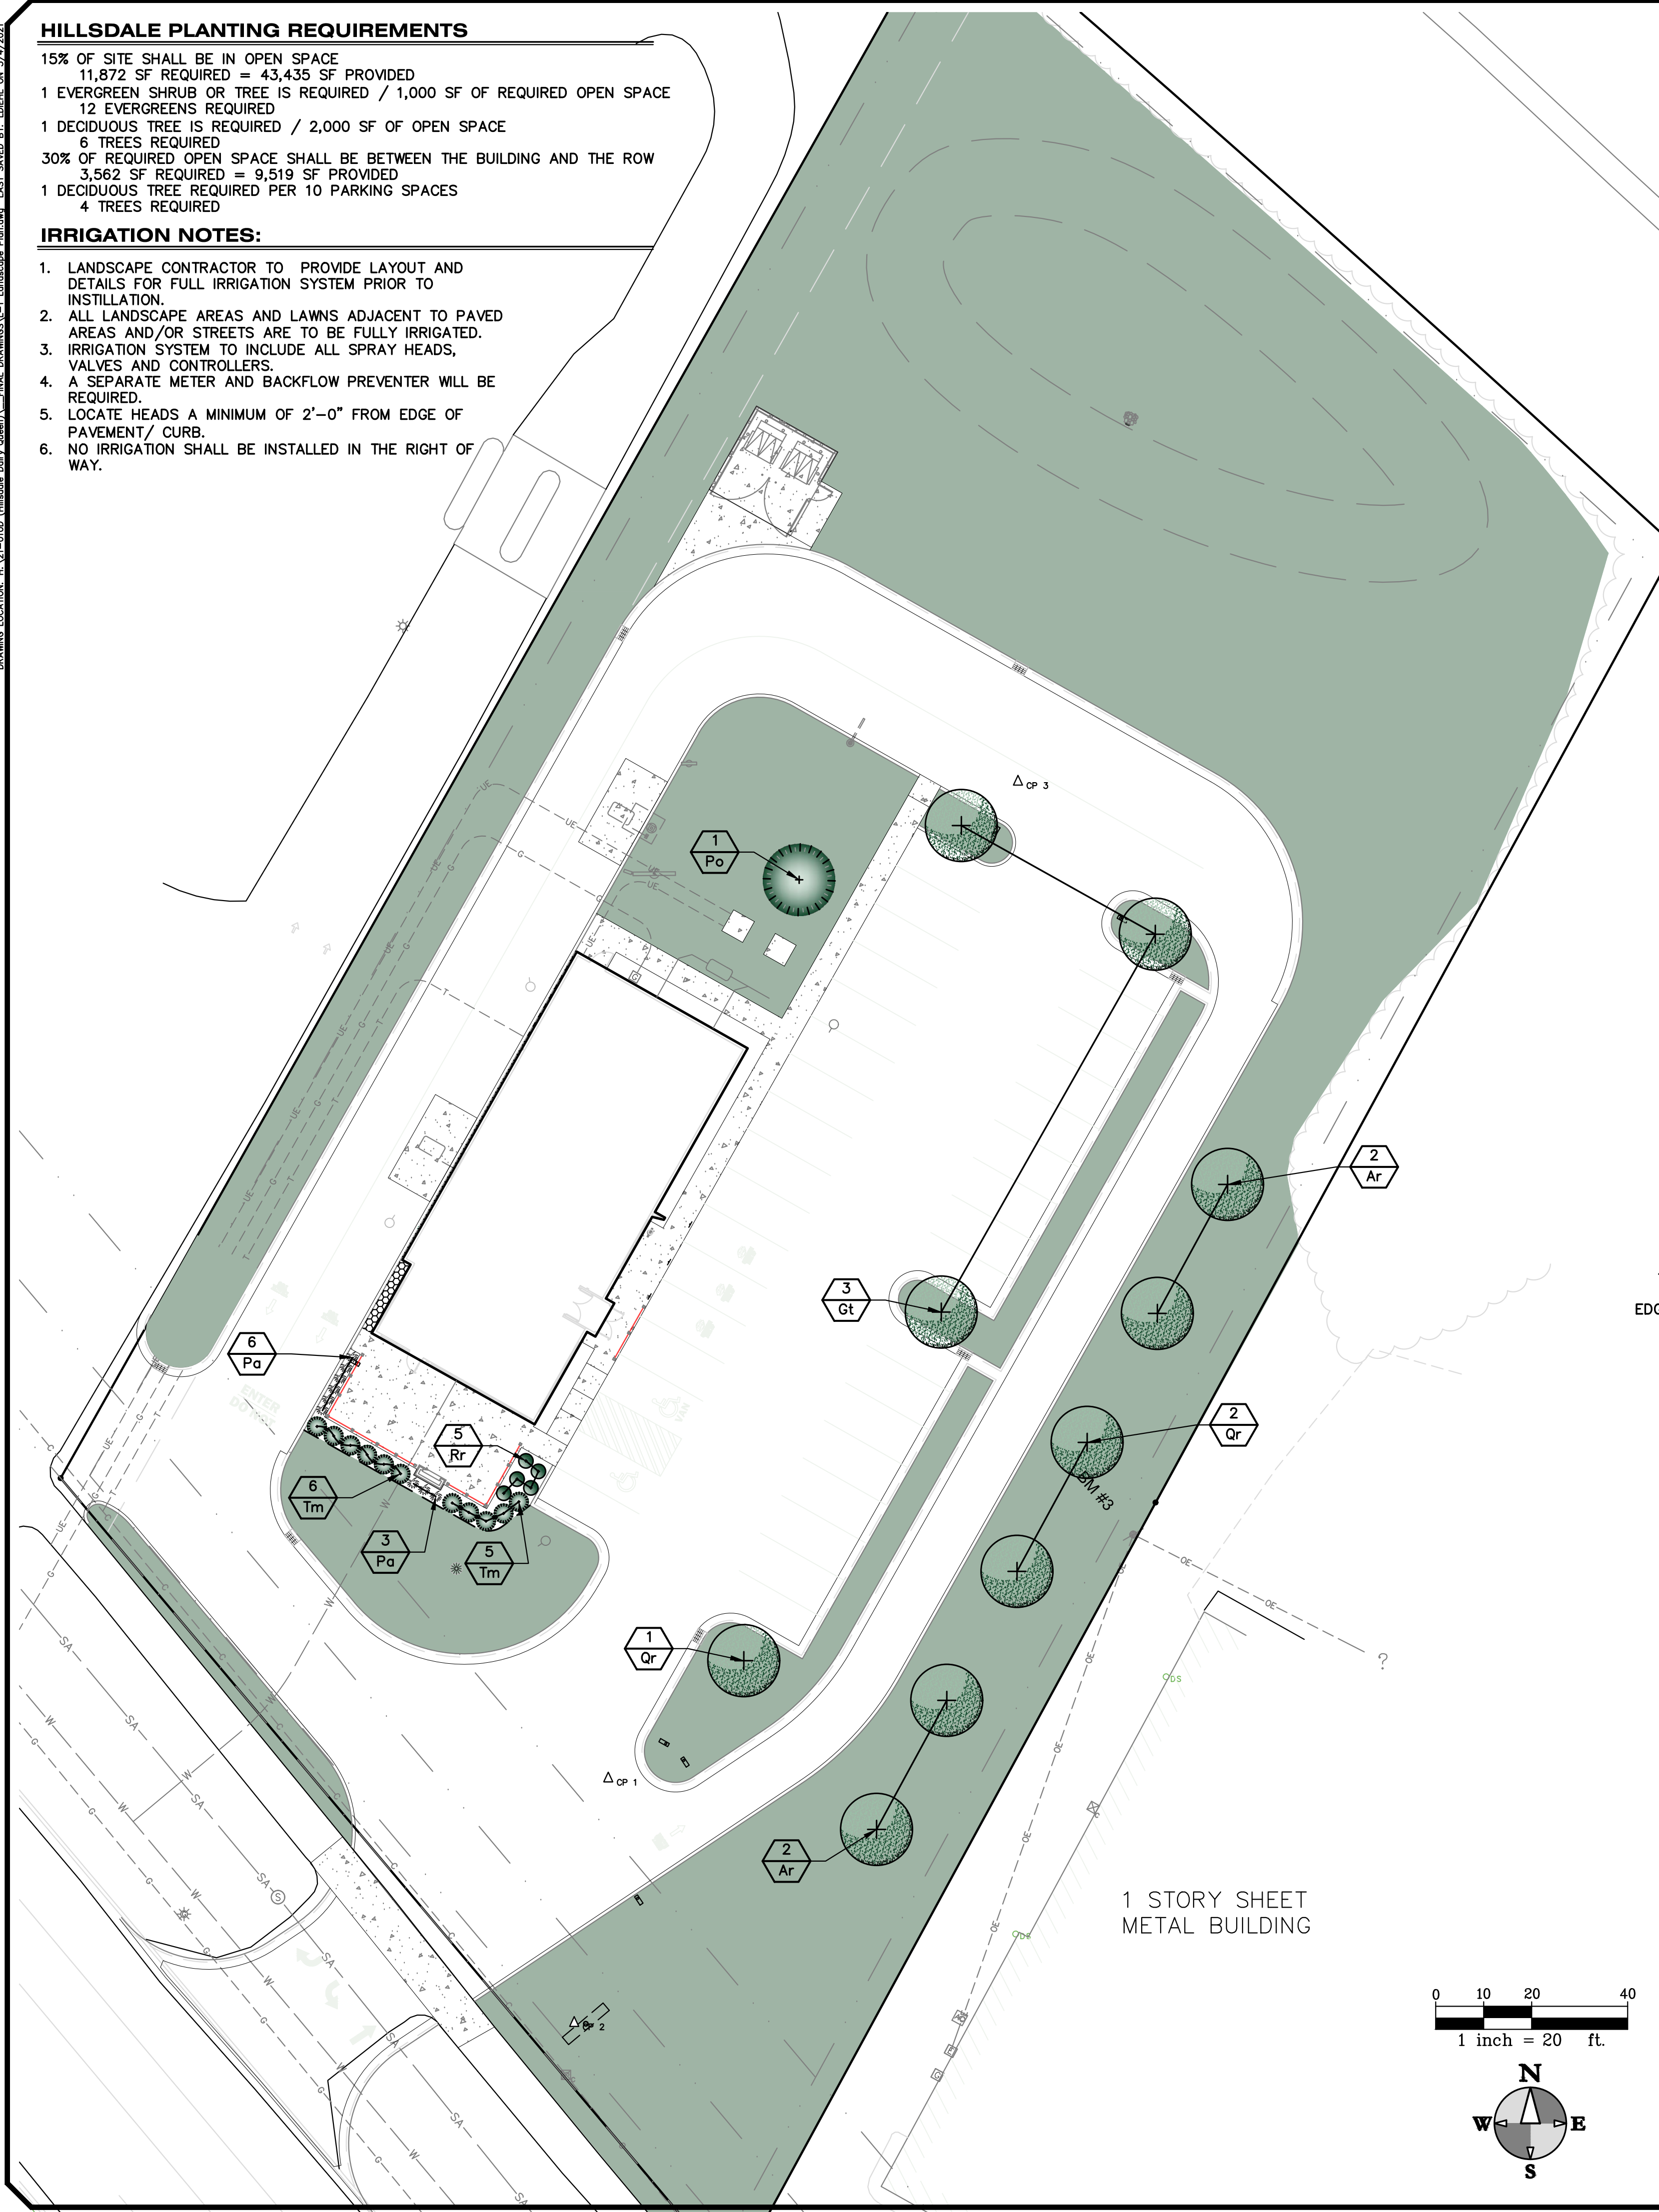 HILLSDALE PLANTING REQUIREMENTS
15% OF SITE SHALL BE IN OPEN SPACE
11,872 SF REQUIRED = 43,435 SF PROVIDED
1 EVERGREEN SHRUB OR TREE IS REQUIRED / 1,000 SF OF REQUIRED OPEN SPACE
12 EVERGREENS REQUIRED
1 DECIDUOUS TREE IS REQUIRED / 2,000 SF OF OPEN SPACE
6 TREES REQUIRED
30% OF REQUIRED OPEN SPACE SHALL BE BETWEEN THE BUILDING AND THE ROW
3,562 SF REQUIRED = 9,519 SF PROVIDED
1 DECIDUOUS TREE REQUIRED PER 10 PARKING SPACES
4 TREES REQUIRED
IRRIGATION NOTES:
1. LANDSCAPE CONTRACTOR TO PROVIDE LAYOUT AND
DETAILS FOR FULL IRRIGATION SYSTEM PRIOR TO
INSTILLATION.
2. ALL LANDSCAPE AREAS AND LAWNS ADJACENT TO PAVED
AREAS AND/OR STREETS ARE TO BE FULLY IRRIGATED.
3. IRRIGATION SYSTEM TO INCLUDE ALL SPRAY HEADS,
VALVES AND CONTROLLERS.
4. A SEPARATE METER AND BACKFLOW PREVENTER WILL BE
REQUIRED.
5. LOCATE HEADS A MINIMUM OF 2'-0" FROM EDGE OF
PAVEMENT/ CURB.
6. NO IRRIGATION SHALL BE INSTALLED IN THE RIGHT OF
WAY.
CP 3
1
Po
2
Ar
3
Gt
EDG
6
Pa
ENTER
2
Qr
5
Rr
BM #3
6
Tm
3
Pa
5
Tm
1
Qr
?
DS
CP 1
2
Ar
1 STORY SHEET
METAL BUILDING
DS
0 10 20 40
1 inch = 20 ft.
N
W E
S